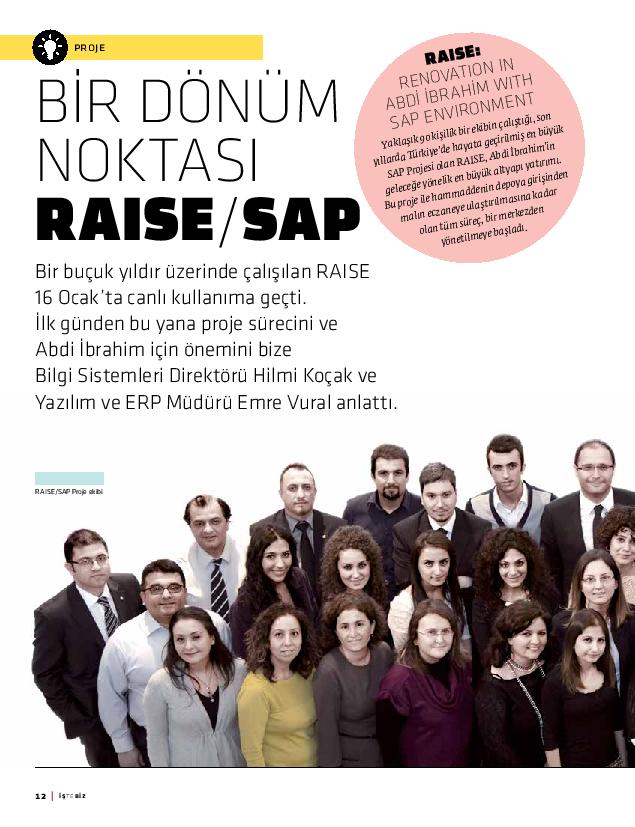 PROJE
BİR DÖNÜM
NOKTASI
RAISE/SAP
RAISE:
RENOVATION IN
ABDİ İBRAHİM WITH
SAP ENVIRONMENT
Yaklaşık 90 kişilik bir ekibin çalıştığı, son
yıllarda Türkiye'de hayata geçirilmiş en büyük
SAP Projesi olan RAISE, Abdi İbrahim'in
geleceğe yönelik en büyük altyapı yatırımı.
Bu proje ile hammaddenin depoya girişinden
malın eczaneye ulaştırılmasına kadar
olan tüm süreç, bir merkezden
yönetilmeye başladı.
Bir buçuk yıldır üzerinde çalışılan RAISE
16 Ocak'ta canlı kullanıma geçti.
İlk günden bu yana proje sürecini ve
Abdi İbrahim için önemini bize
Bilgi Sistemleri Direktörü Hilmi Koçak ve
Yazılım ve ERP Müdürü Emre Vural anlattı.
RAISE/SAP Proje ekibi
12 | İŞTE BİZ